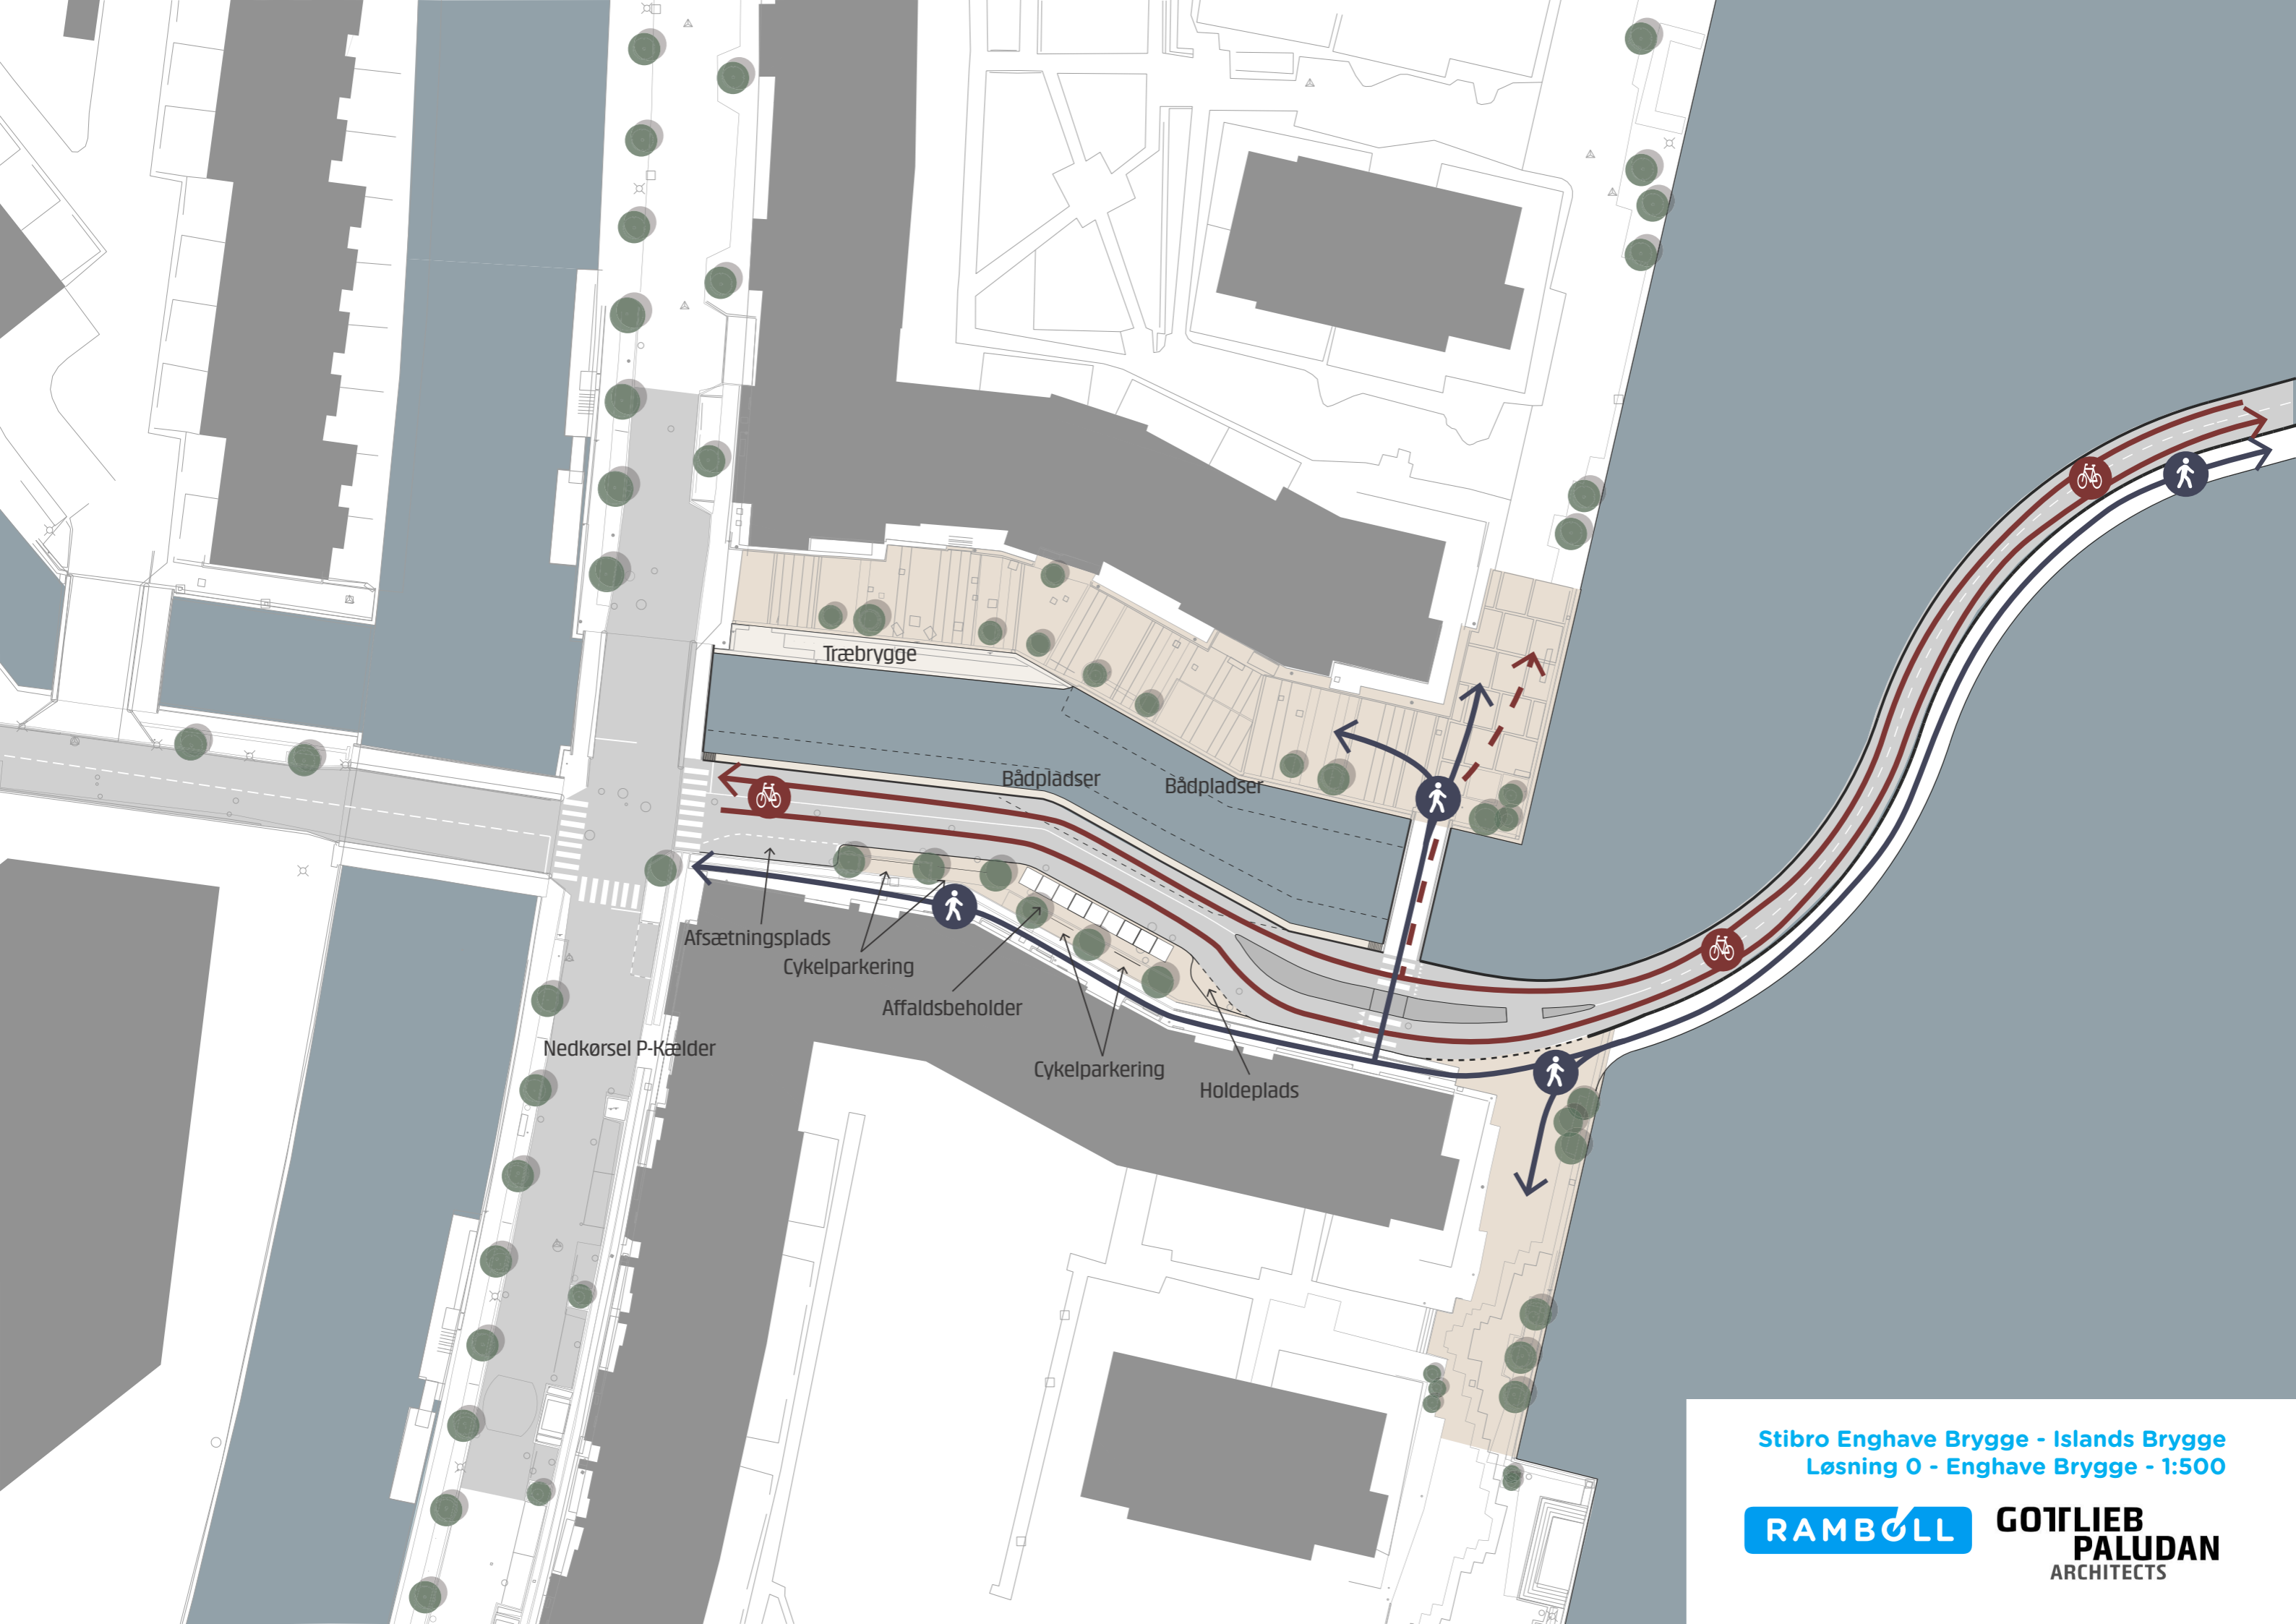 Træbrygge
Bådpladser
Bådpladser
Afsætningsplads
Cykelparkering
Affaldsbeholder
Nedkørsel P-Kælder
Cykelparkering
Holdeplads
Stibro Enghave Brygge - Islands Brygge
Løsning 0 - Enghave Brygge - 1:500
RAMBOLL
GOTTLIEB
PALUDAN
ARCHITECTS